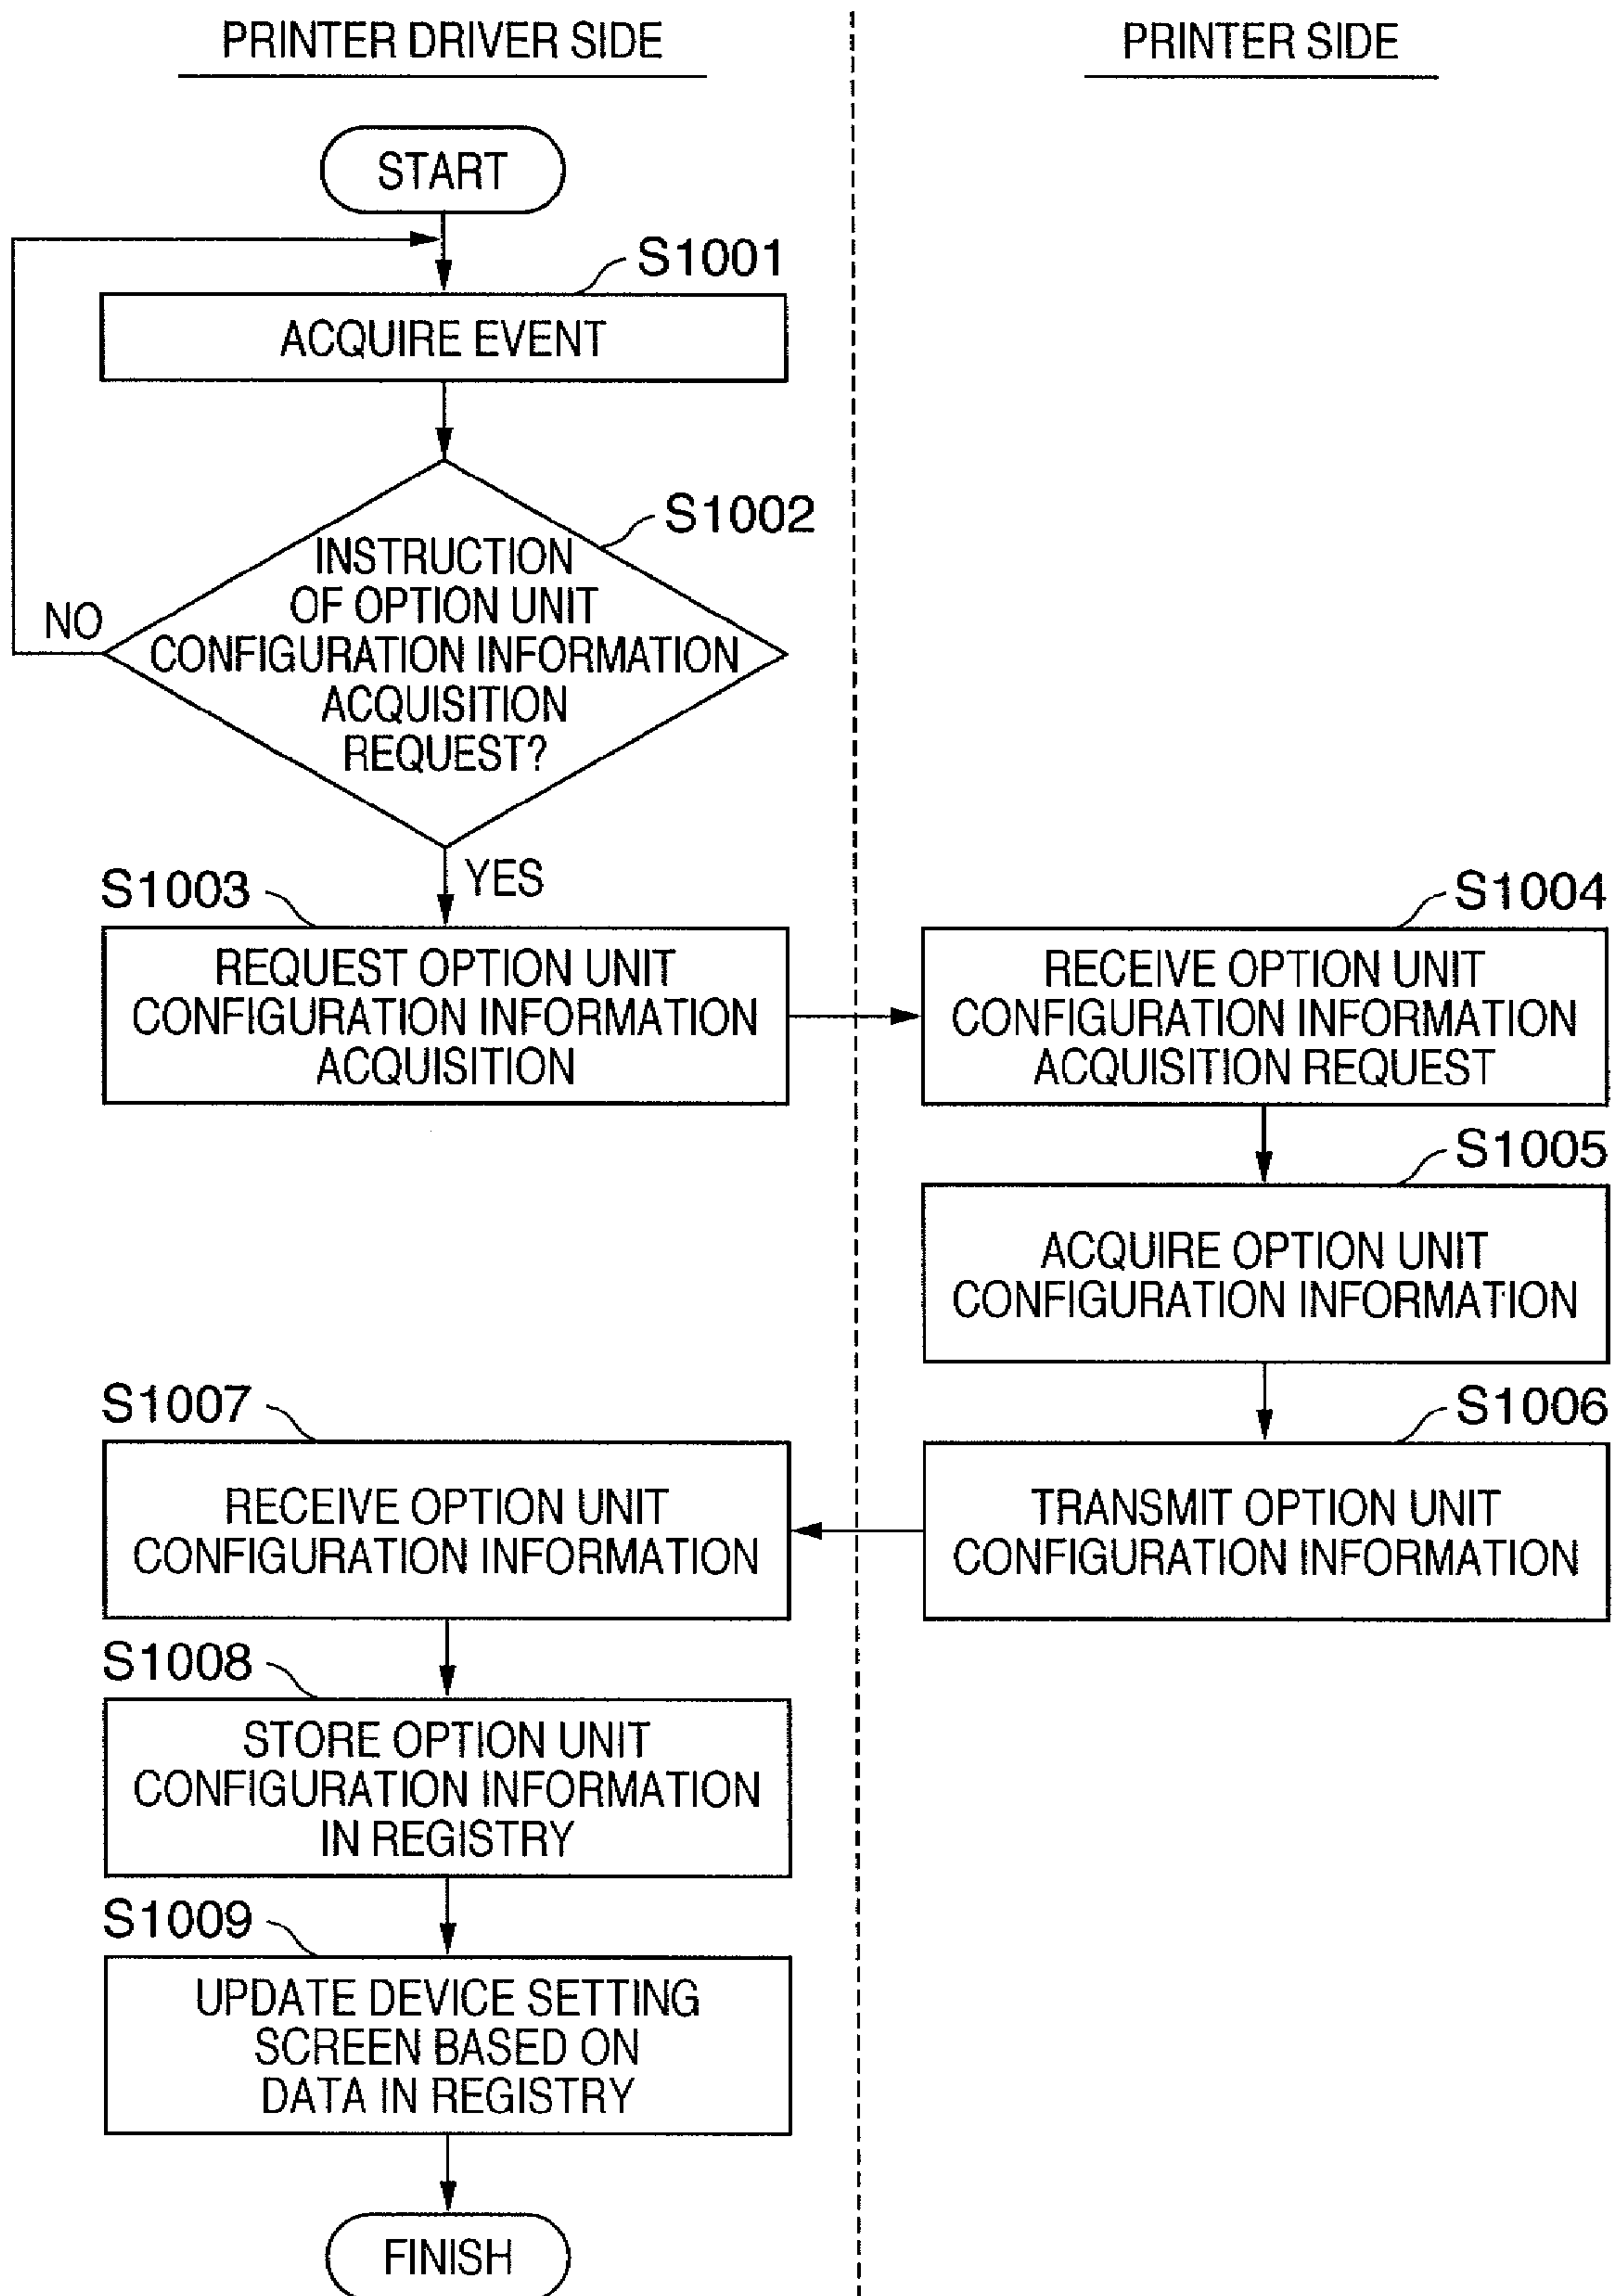 PRINTER DRIVER SIDE
PRINTER SIDE
START
S1001
ACQUIRE EVENT
S1002
INSTRUCTION
OF OPTION UNIT
CONFIGURATION INFORMATION
ACQUISITION
REQUEST?
NO
YES
S1003
REQUEST OPTION UNIT
CONFIGURATION INFORMATION
ACQUISITION
S1004
RECEIVE OPTION UNIT
CONFIGURATION INFORMATION
ACQUISITION REQUEST
S1005
ACQUIRE OPTION UNIT
CONFIGURATION INFORMATION
S1006
TRANSMIT OPTION UNIT
CONFIGURATION INFORMATION
S1007
RECEIVE OPTION UNIT
CONFIGURATION INFORMATION
S1008
STORE OPTION UNIT
CONFIGURATION INFORMATION
IN REGISTRY
S1009
UPDATE DEVICE SETTING
SCREEN BASED ON
DATA IN REGISTRY
FINISH